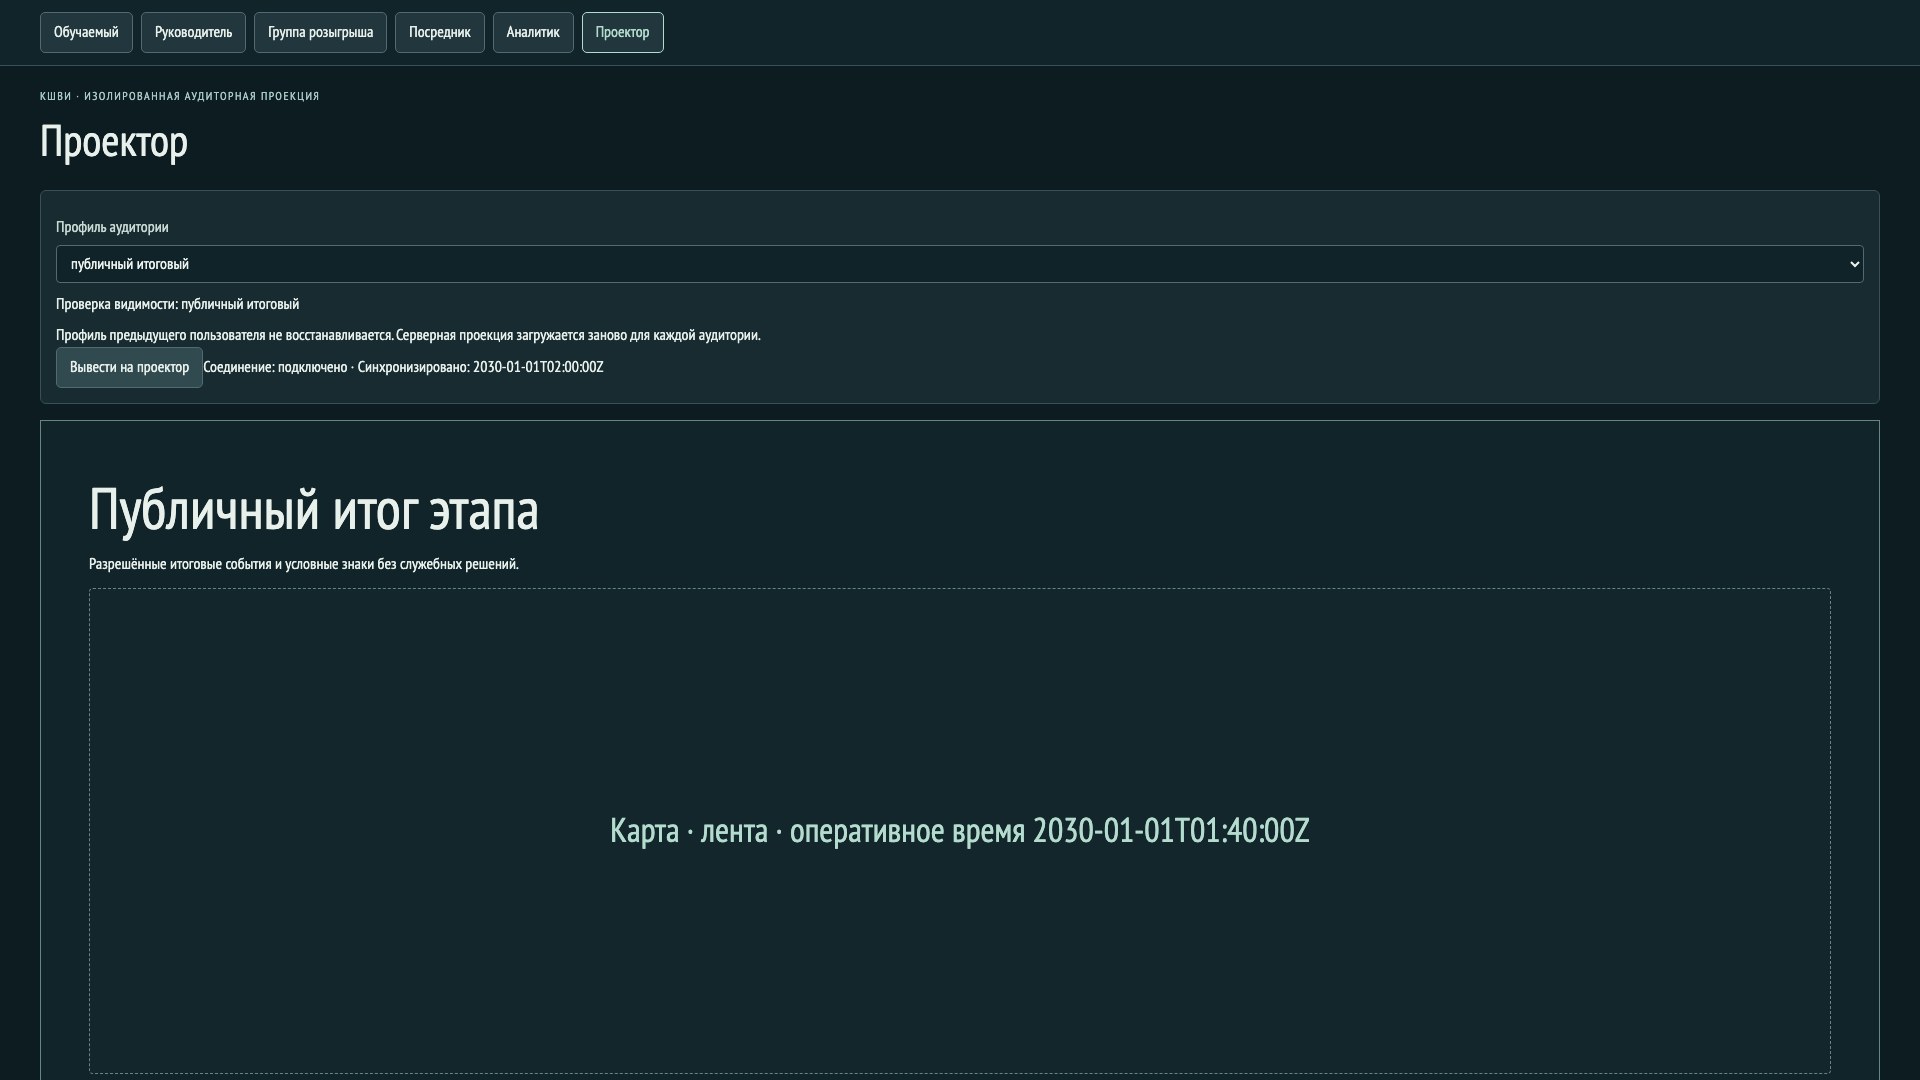 Обучаемый Руководитель Группа розыгрыша Посредник Аналитик Проектор
КШВИ · ИЗОЛИРОВАННАЯ АУДИТОРНАЯ ПРОЕКЦИЯ
Проектор
Профиль аудитории
публичный итоговый
Проверка видимости: публичный итоговый
Профиль предыдущего пользователя не восстанавливается. Серверная проекция загружается заново для каждой аудитории.
Вывести на проектор Соединение: подключено · Синхронизировано: 2030-01-01T02:00:00Z
Публичный итог этапа
Разрешённые итоговые события и условные знаки без служебных решений.
Карта · лента · оперативное время 2030-01-01T01:40:00Z